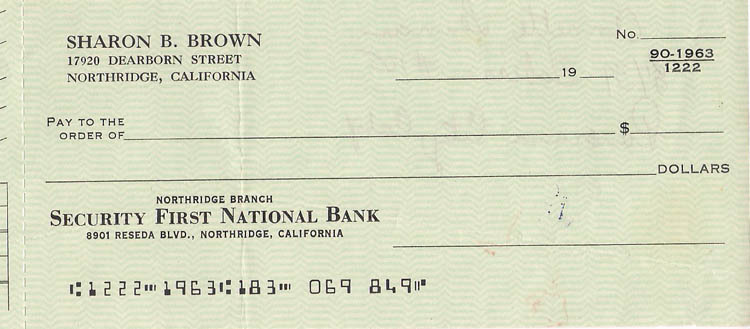 SHARON B. BROWN
17920 DEARBORN STREET
NORTHRIDGE, CALIFORNIA
No.
90-1963
1222
19
PAY TO THE
ORDER OF
$
DOLLARS
NORTHRIDGE BRANCH
SECURITY FIRST NATIONAL BANK
8901 RESEDA BLVD., NORTHRIDGE, CALIFORNIA
⑆1222⑉1963⑆183⑉ 069 849⑈